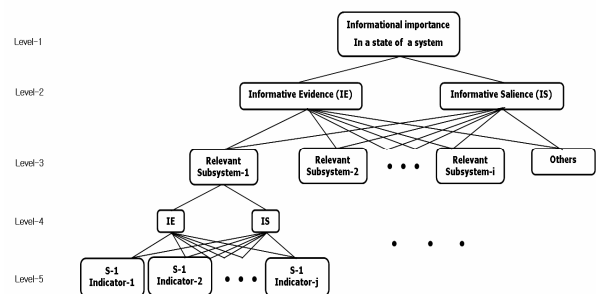 Informational importance
In a state of a system
Level-1
Level-2
Informative Evidence (IE)
Informative Salience (IS)
Level-3
Relevant
Subsystem-1
Relevant
Subsystem-2
Relevant
Subsystem-i
Others
Level-4
IE
IS
Level-5
S-1
Indicator-1
S-1
Indicator-2
S-1
Indicator-j